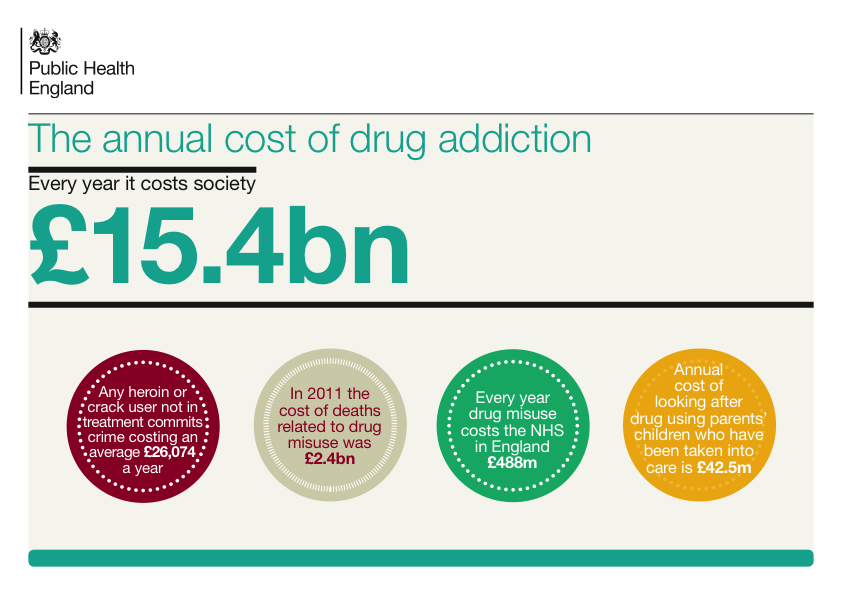 Public Health
England
The annual cost of drug addiction
Every year it costs society
£15.4bn
Any heroin or
crack user not in
treatment commits
crime costing an
average £26,074
a year
In 2011 the
cost of deaths
related to drug
misuse was
£2.4bn
Every year
drug misuse
costs the NHS
in England
£488m
Annual
cost of
looking after
drug using parents’
children who have
been taken into
care is £42.5m